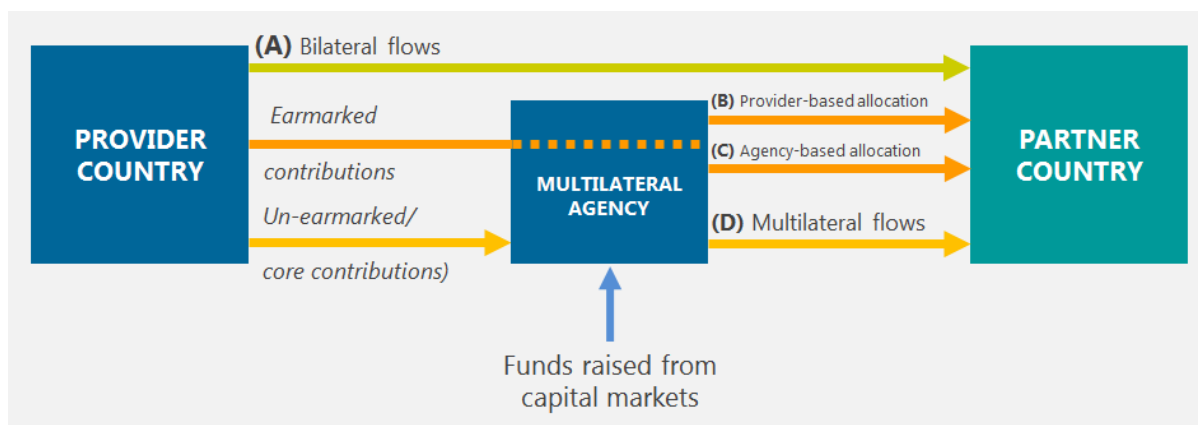 (A) Bilateral flows
PROVIDER
COUNTRY
Earmarked
contributions
Un-earmarked/
core contributions)
MULTILATERAL
AGENCY
(B) Provider-based allocation
(C) Agency-based allocation
(D) Multilateral flows
PARTNER
COUNTRY
Funds raised from
capital markets